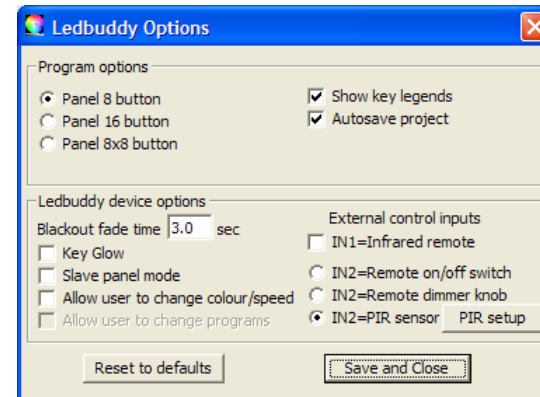 Ledbuddy Options
Program options
Panel 8 button
Panel 16 button
Panel 8x8 button
Show key legends
Autosave project
Ledbuddy device options
Blackout fade time 3.0 sec
Key Glow
Slave panel mode
Allow user to change colour/speed
Allow user to change programs
External control inputs
IN1=Infrared remote
IN2=Remote on/off switch
IN2=Remote dimmer knob
IN2=PIR sensor PIR setup
Reset to defaults Save and Close